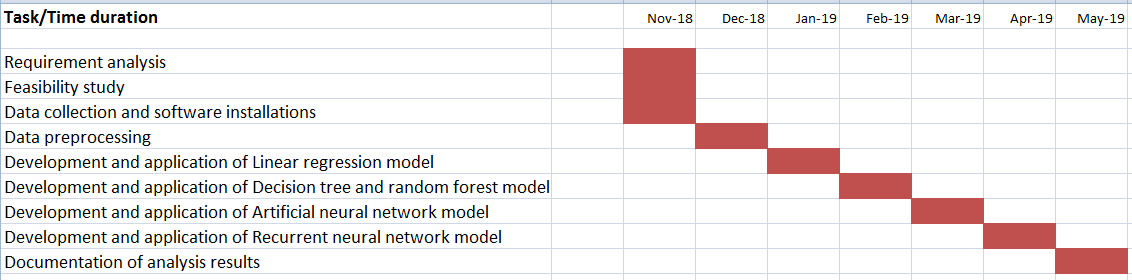 Task/Time duration Nov-18 Dec-18 Jan-19 Feb-19 Mar-19 Apr-19 May-19
Requirement analysis
Feasibility study
Data collection and software installations
Data preprocessing
Development and application of Linear regression model
Development and application of Decision tree and random forest model
Development and application of Artificial neural network model
Development and application of Recurrent neural network model
Documentation of analysis results